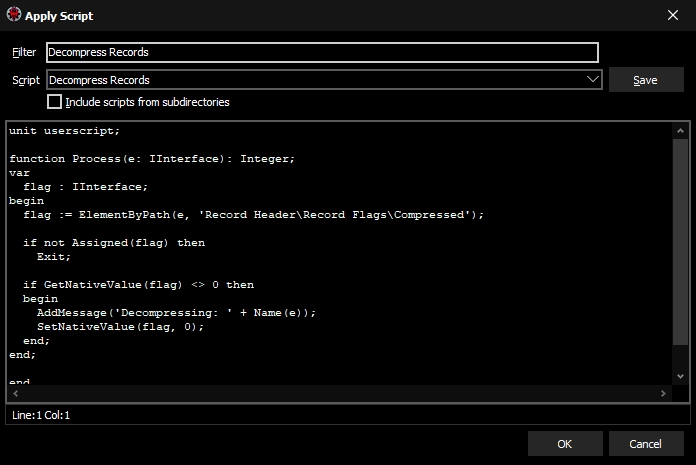 Apply Script
Filter Decompress Records
Script Decompress Records Save
Include scripts from subdirectories
unit userscript;

function Process(e: IInterface): Integer;
var
  flag : IInterface;
begin
  flag := ElementByPath(e, 'Record Header\Record Flags\Compressed');

  if not Assigned(flag) then
    Exit;

  if GetNativeValue(flag) <> 0 then
  begin
    AddMessage('Decompressing: ' + Name(e));
    SetNativeValue(flag, 0);
  end;
end;

end
Line:1 Col:1
OK Cancel